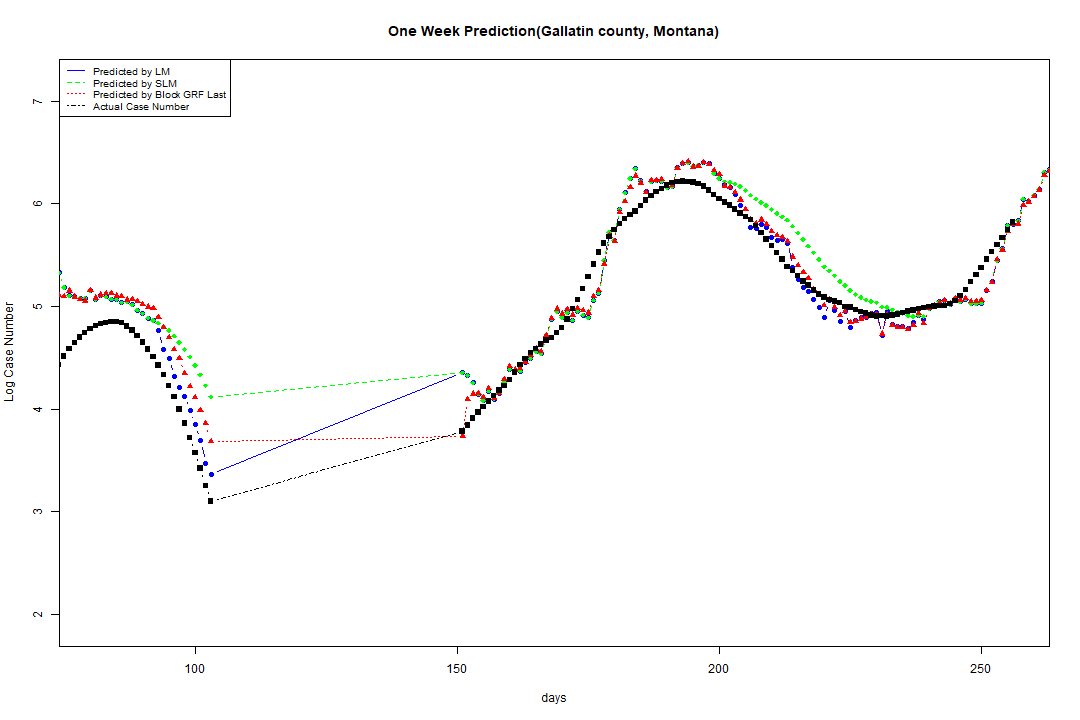 One Week Prediction(Gallatin county, Montana)
Predicted by LM
Predicted by SLM
Predicted by Block GRF Last
Actual Case Number
7
6
5
4
3
2
Log Case Number
100 150 200 250
days